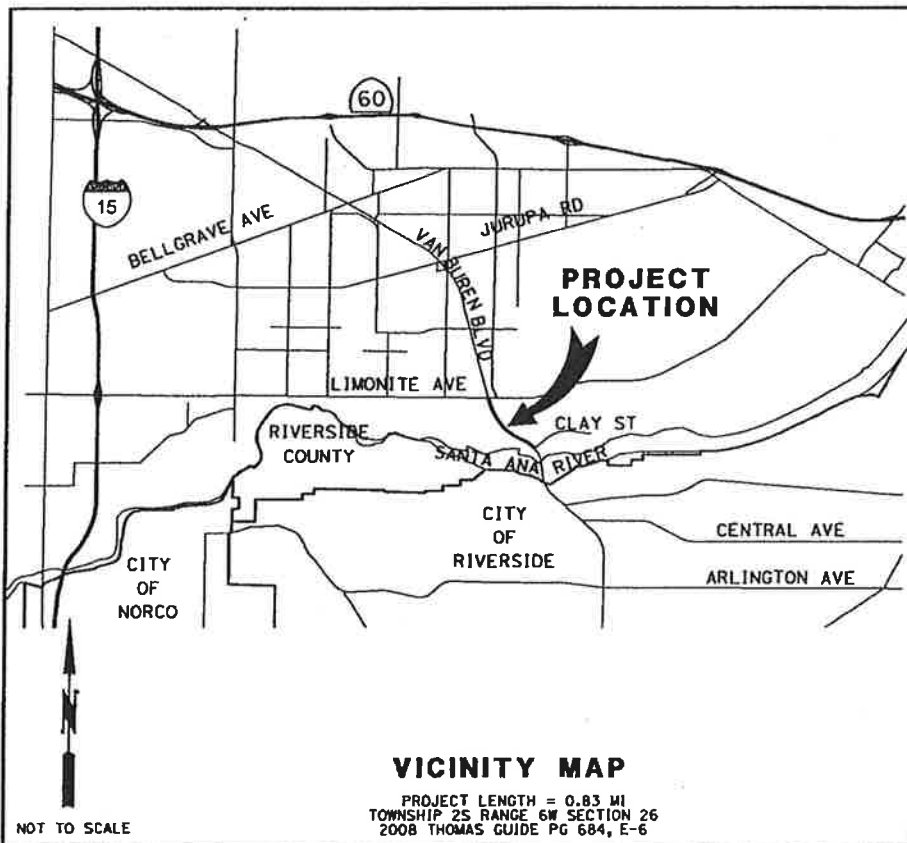 60
15
BELLGRAVE AVE
JURUPA RD
VAN BUREN BLVD
PROJECT
LOCATION
LIMONITE AVE
CLAY ST
RIVERSIDE
COUNTY
SANTA ANA RIVER
CITY
OF
RIVERSIDE
CENTRAL AVE
ARLINGTON AVE
CITY
OF
NORCO
N
NOT TO SCALE
VICINITY MAP
PROJECT LENGTH = 0.83 MI
TOWNSHIP 2S RANGE 6W SECTION 26
2008 THOMAS GUIDE PG 684, E-6